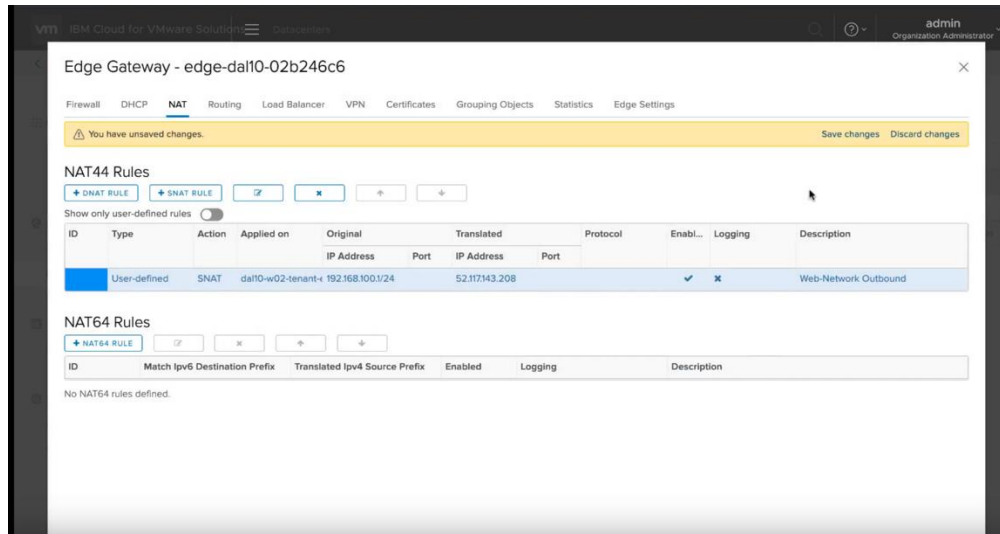 vm IBM Cloud for VMware Solution Datacenters
admin
Organization Administrator
Edge Gateway - edge-dal10-02b246c6
Firewall DHCP NAT Routing Load Balancer VPN Certificates Grouping Objects Statistics Edge Settings
You have unsaved changes. Save changes Discard changes
NAT44 Rules
+ DNAT RULE + SNAT RULE
Show only user-defined rules
ID Type Action Applied on Original Translated Protocol Enabl... Logging Description
IP Address Port IP Address Port
User-defined SNAT dal10-w02-tenant- 192.168.100.1/24 52.117.143.208 Web-Network Outbound
NAT64 Rules
+ NAT64 RULE
ID Match Ipv6 Destination Prefix Translated Ipv4 Source Prefix Enabled Logging Description
No NAT64 rules defined.